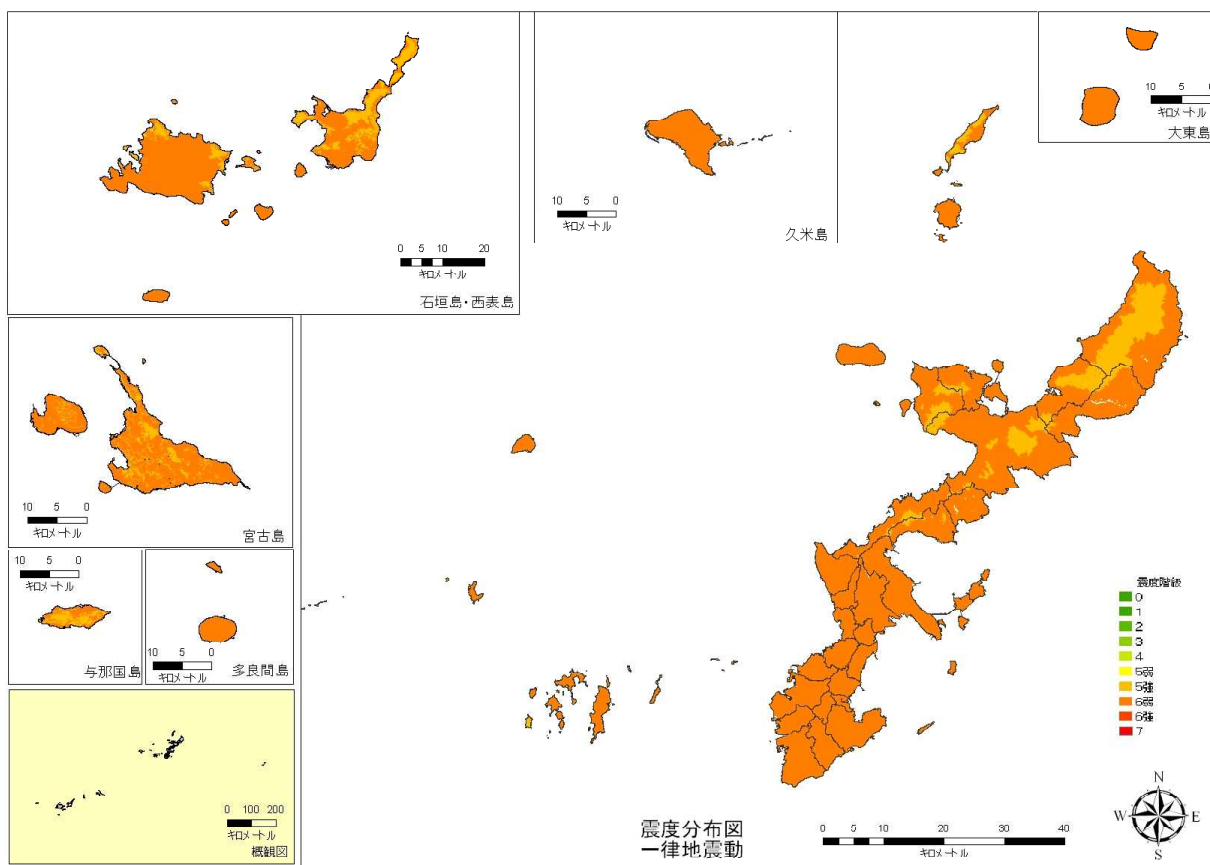 0 5 10 20
キロメートル
石垣島・西表島
10 5 0
キロメートル
久米島
10 5 0
キロメートル
大東島
10 5 0
キロメートル
宮古島
10 5 0
キロメートル
与那国島
10 5 0
キロメートル
多良間島
0 100 200
キロメートル
概観図
震度階級
0
1
2
3
4
5弱
5強
6弱
6強
7
震度分布図
一律地震動
0 5 10 20 30 40
キロメートル
N
W E
S